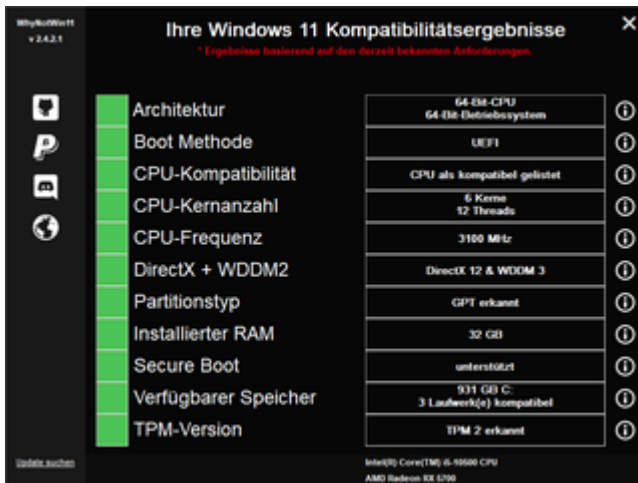 WhyNotWin11
v 2.4.2.1
Ihre Windows 11 Kompatibilitätsergebnisse
* Ergebnisse basierend auf den derzeit bekannten Anforderungen.
Architektur
64-Bit-CPU
64-Bit-Betriebssystem
Boot Methode
UEFI
CPU-Kompatibilität
CPU als kompatibel gelistet
CPU-Kernanzahl
6 Kerne
12 Threads
CPU-Frequenz
3100 MHz
DirectX + WDDM2
DirectX 12 & WDDM 3
Partitionstyp
GPT erkannt
Installierter RAM
32 GB
Secure Boot
unterstützt
Verfügbarer Speicher
931 GB C:
3 Laufwerk(e) kompatibel
TPM-Version
TPM 2 erkannt
Update suchen
Intel(R) Core(TM) i5-10500 CPU
AMD Radeon RX 5700